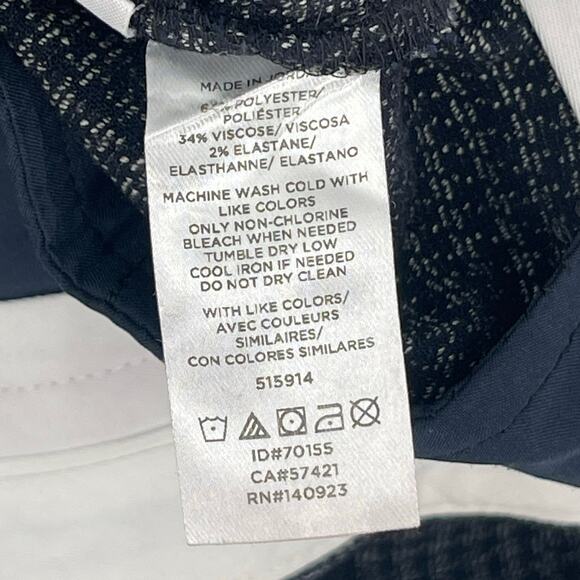 MADE IN JORDAN
POLYESTER/
POLIÉSTER
34% VISCOSE/ VISCOSA
2% ELASTANE/
ELASTHANNE/ ELASTANO
MACHINE WASH COLD WITH
LIKE COLORS
ONLY NON-CHLORINE
BLEACH WHEN NEEDED
TUMBLE DRY LOW
COOL IRON IF NEEDED
DO NOT DRY CLEAN
WITH LIKE COLORS/
AVEC COULEURS
SIMILAIRES/
CON COLORES SIMILARES
515914
ID#70155
CA#57421
RN#140923